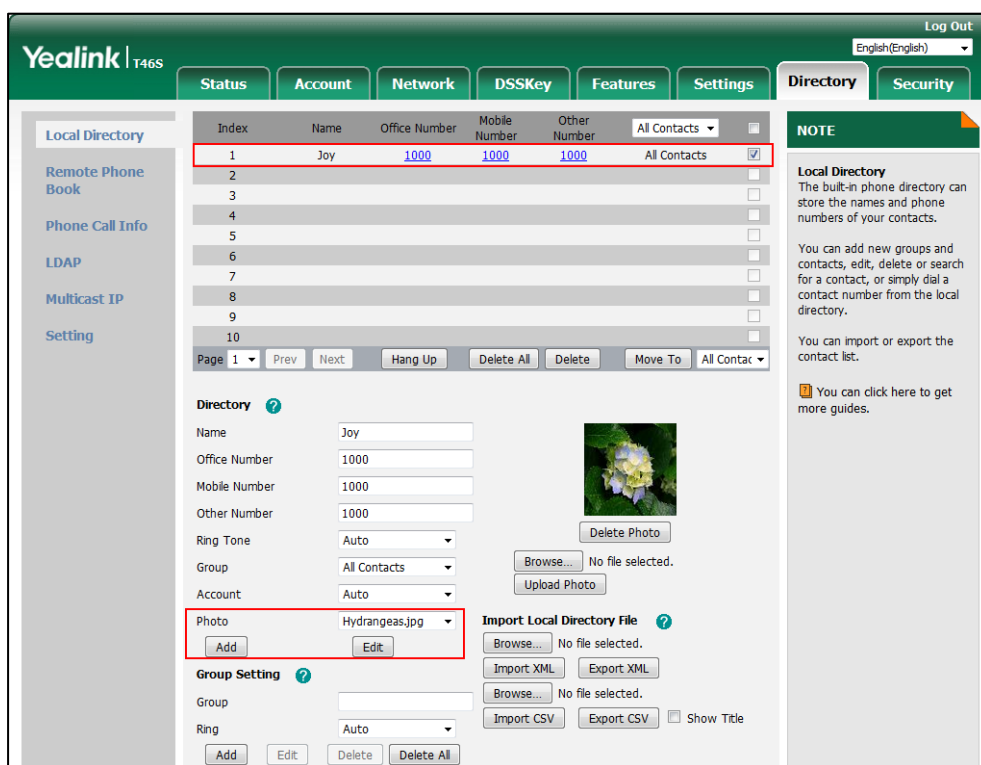 Log Out
Yealink | T46S
English(English)
Status Account Network DSSKey Features Settings Directory Security
Local Directory
Remote Phone
Book
Phone Call Info
LDAP
Multicast IP
Setting
Index Name Office Number Mobile Number Other Number All Contacts
1 Joy 1000 1000 1000 All Contacts
2
3
4
5
6
7
8
9
10
Page 1 Prev Next Hang Up Delete All Delete Move To All Contac
Directory ?
Name Joy
Office Number 1000
Mobile Number 1000
Other Number 1000
Ring Tone Auto
Group All Contacts
Account Auto
Photo Hydrangeas.jpg
Add Edit
Delete Photo
Browse... No file selected.
Upload Photo
Import Local Directory File ?
Browse... No file selected.
Import XML Export XML
Browse... No file selected.
Import CSV Export CSV Show Title
Group Setting ?
Group
Ring Auto
Add Edit Delete Delete All
NOTE
Local Directory
The built-in phone directory can
store the names and phone
numbers of your contacts.
You can add new groups and
contacts, edit, delete or search
for a contact, or simply dial a
contact number from the local
directory.
You can import or export the
contact list.
? You can click here to get
more guides.